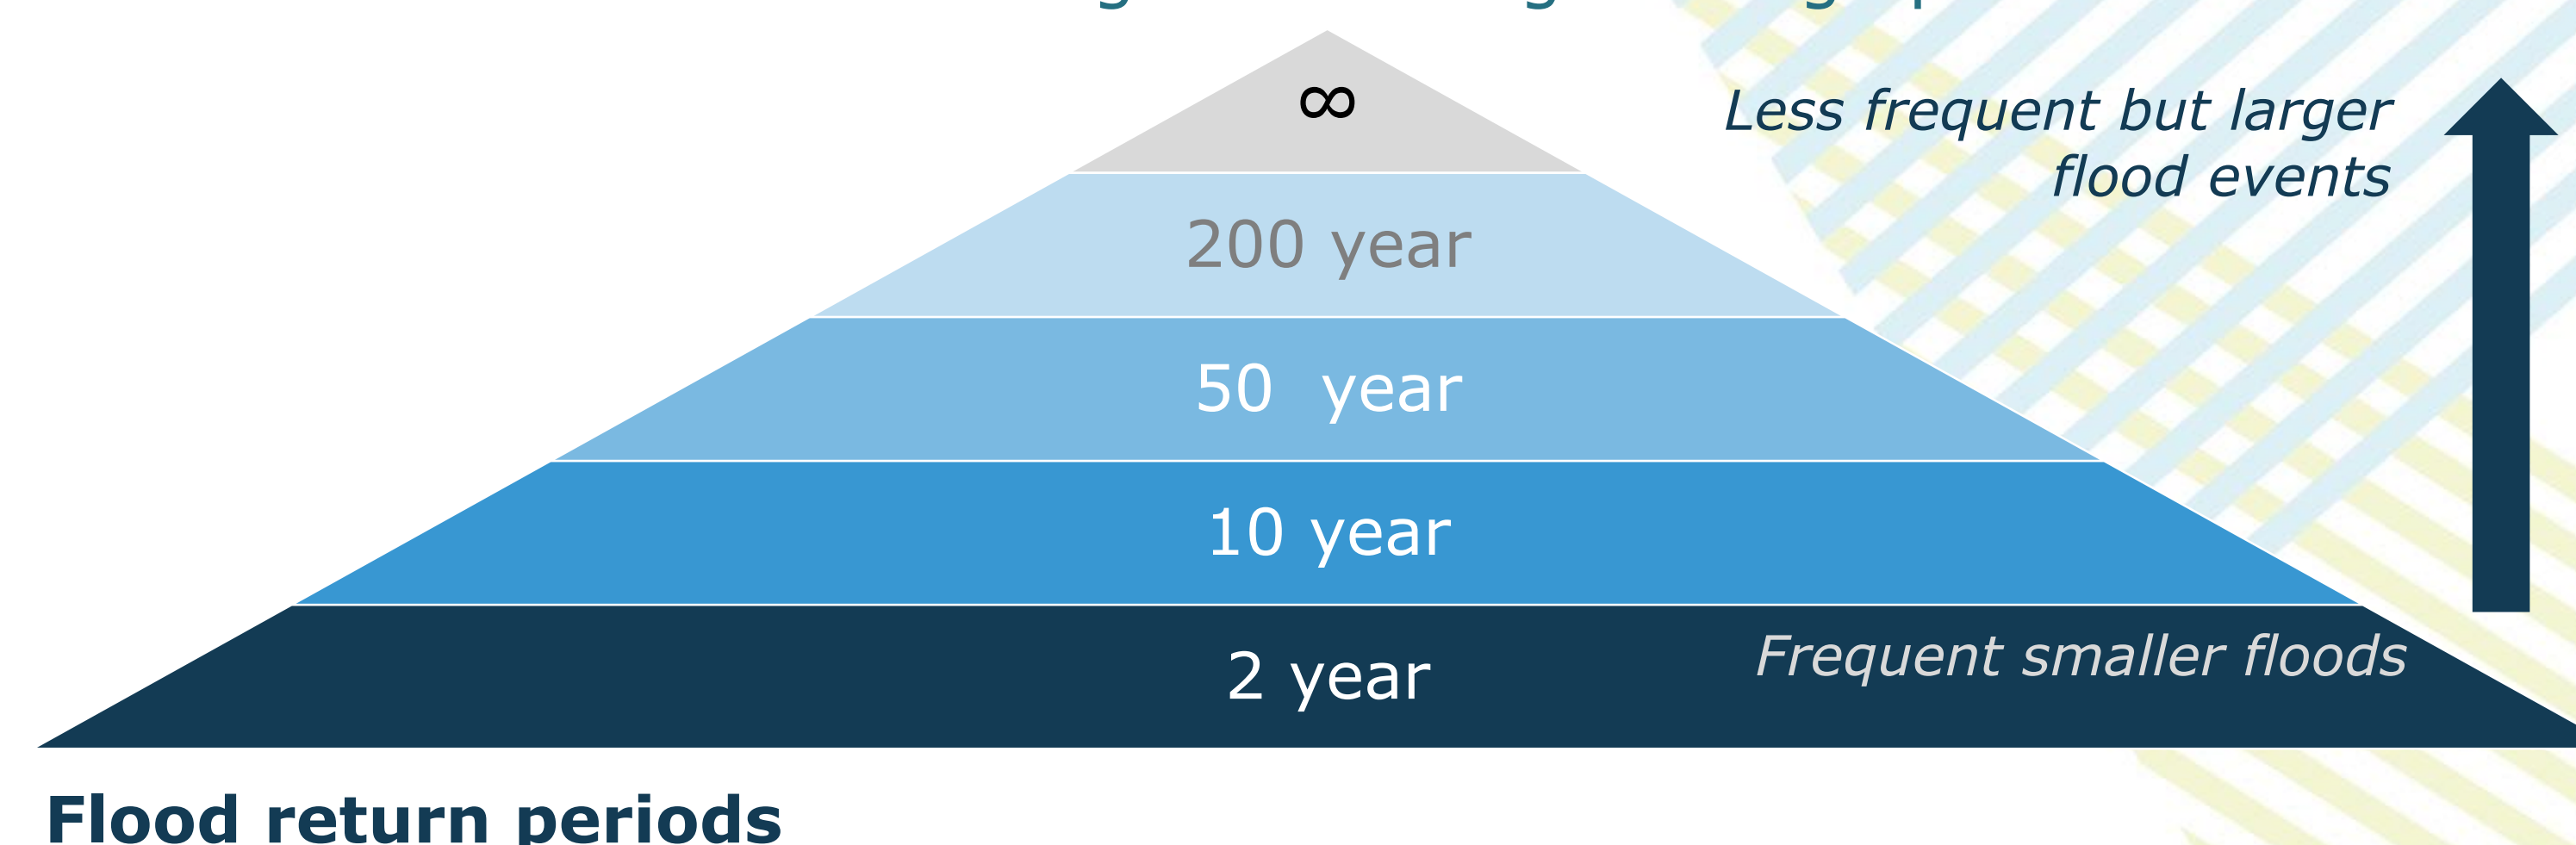 ∞
Less frequent but larger
flood events
200 year
50  year
10 year
2 year
Frequent smaller floods
Flood return periods